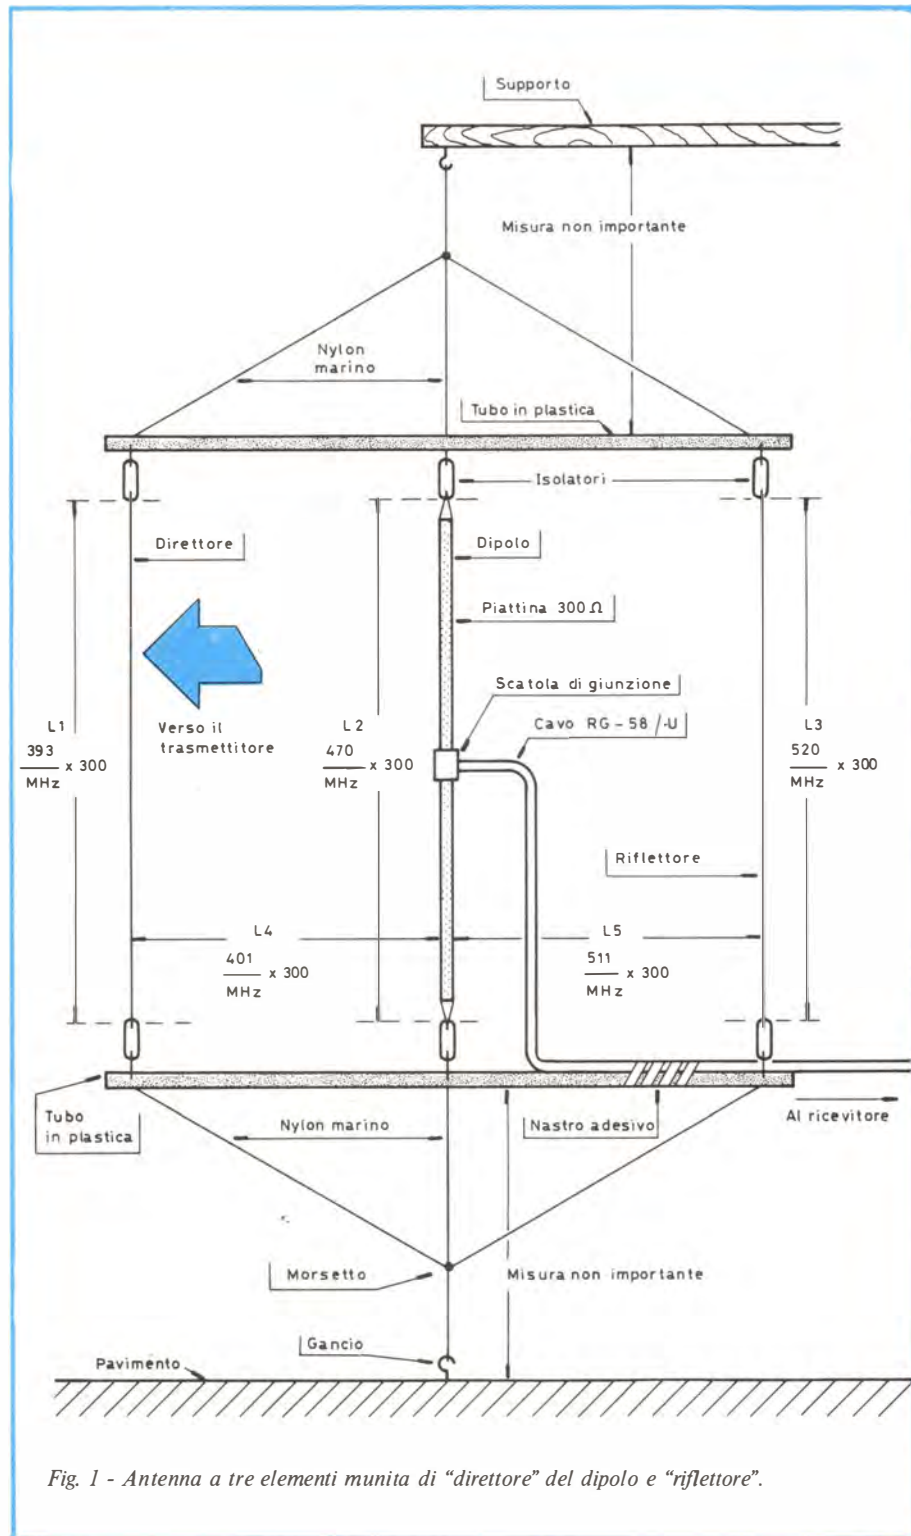 Supporto
Misura non importante
Nylon
marino
Tubo in plastica
Isolatori
Direttore
Dipolo
Piattina 300Ω
Scatola di giunzione
Cavo RG-58/-U
Verso il
trasmettitore
L1
393
MHz x 300
L2
470
MHz x 300
L3
520
MHz x 300
Riflettore
L4
401
MHz x 300
L5
511
MHz x 300
Tubo
in plastica
Nylon marino
Nastro adesivo
Al ricevitore
Morsetto
Misura non importante
Gancio
Pavimento
Fig. 1 - Antenna a tre elementi munita di “direttore” del dipolo e “riflettore”.